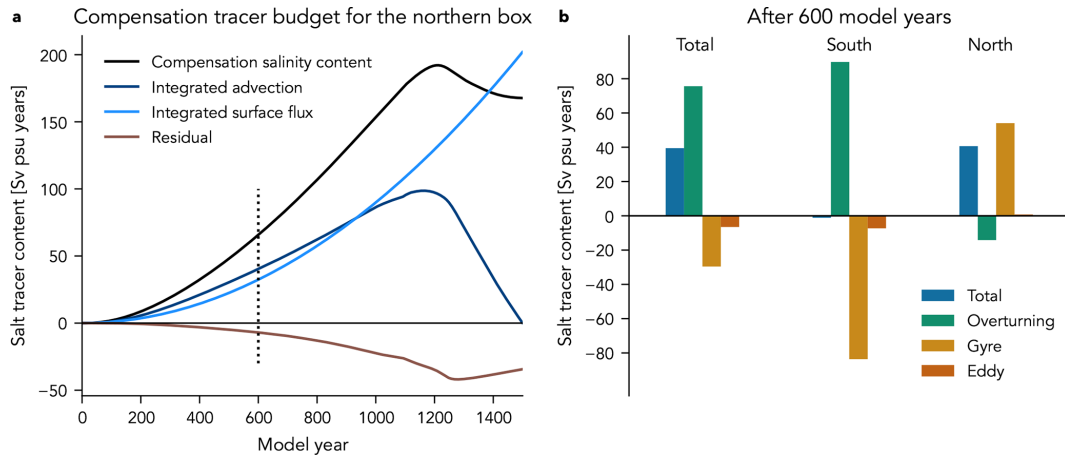 a
Compensation tracer budget for the northern box
Salt tracer content [Sv psu years]
200
150
100
50
0
−50
Compensation salinity content
Integrated advection
Integrated surface flux
Residual
0 200 400 600 800 1000 1200 1400
Model year
b
After 600 model years
Total South North
Salt tracer content [Sv psu years]
80
60
40
20
0
−20
−40
−60
−80
Total
Overturning
Gyre
Eddy